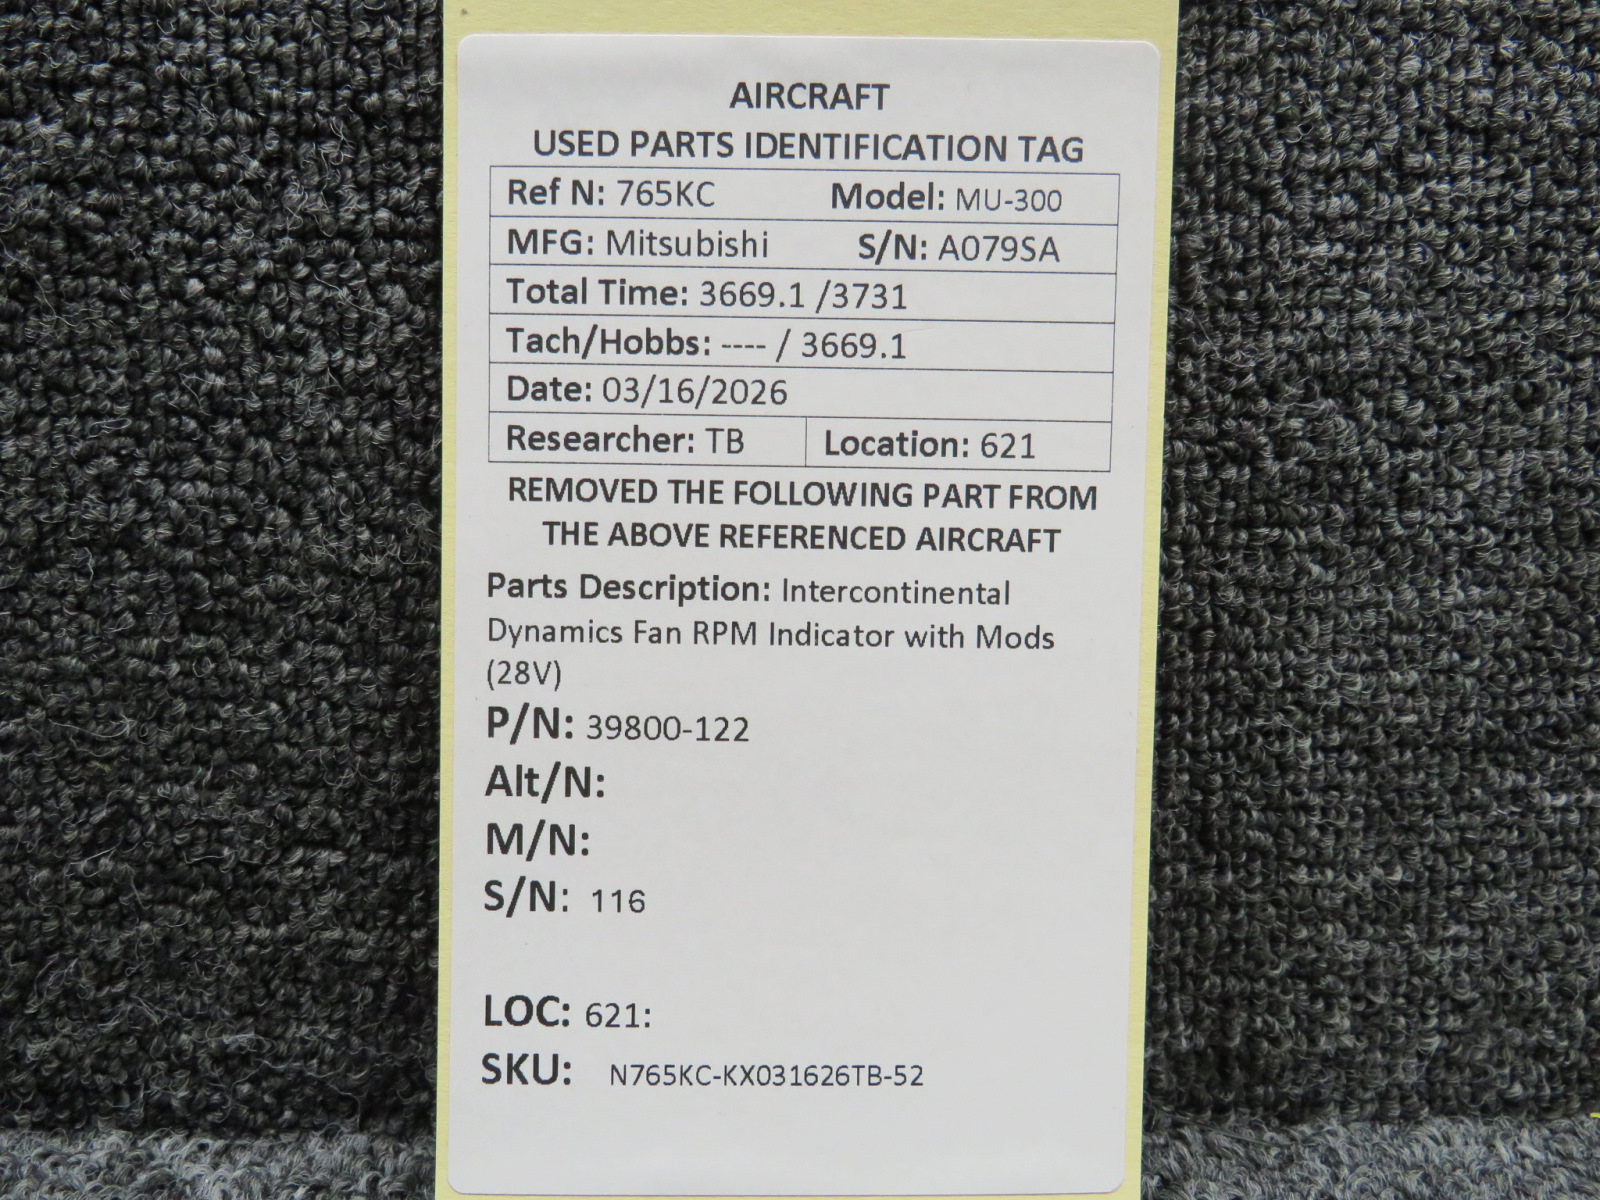 AIRCRAFT
USED PARTS IDENTIFICATION TAG
Ref N: 765KC Model: MU-300
MFG: Mitsubishi S/N: A079SA
Total Time: 3669.1 /3731
Tach/Hobbs: ---- / 3669.1
Date: 03/16/2026
Researcher: TB Location: 621
REMOVED THE FOLLOWING PART FROM
THE ABOVE REFERENCED AIRCRAFT
Parts Description: Intercontinental
Dynamics Fan RPM Indicator with Mods
(28V)
P/N: 39800-122
Alt/N:
M/N:
S/N: 116
LOC: 621:
SKU: N765KC-KX031626TB-52